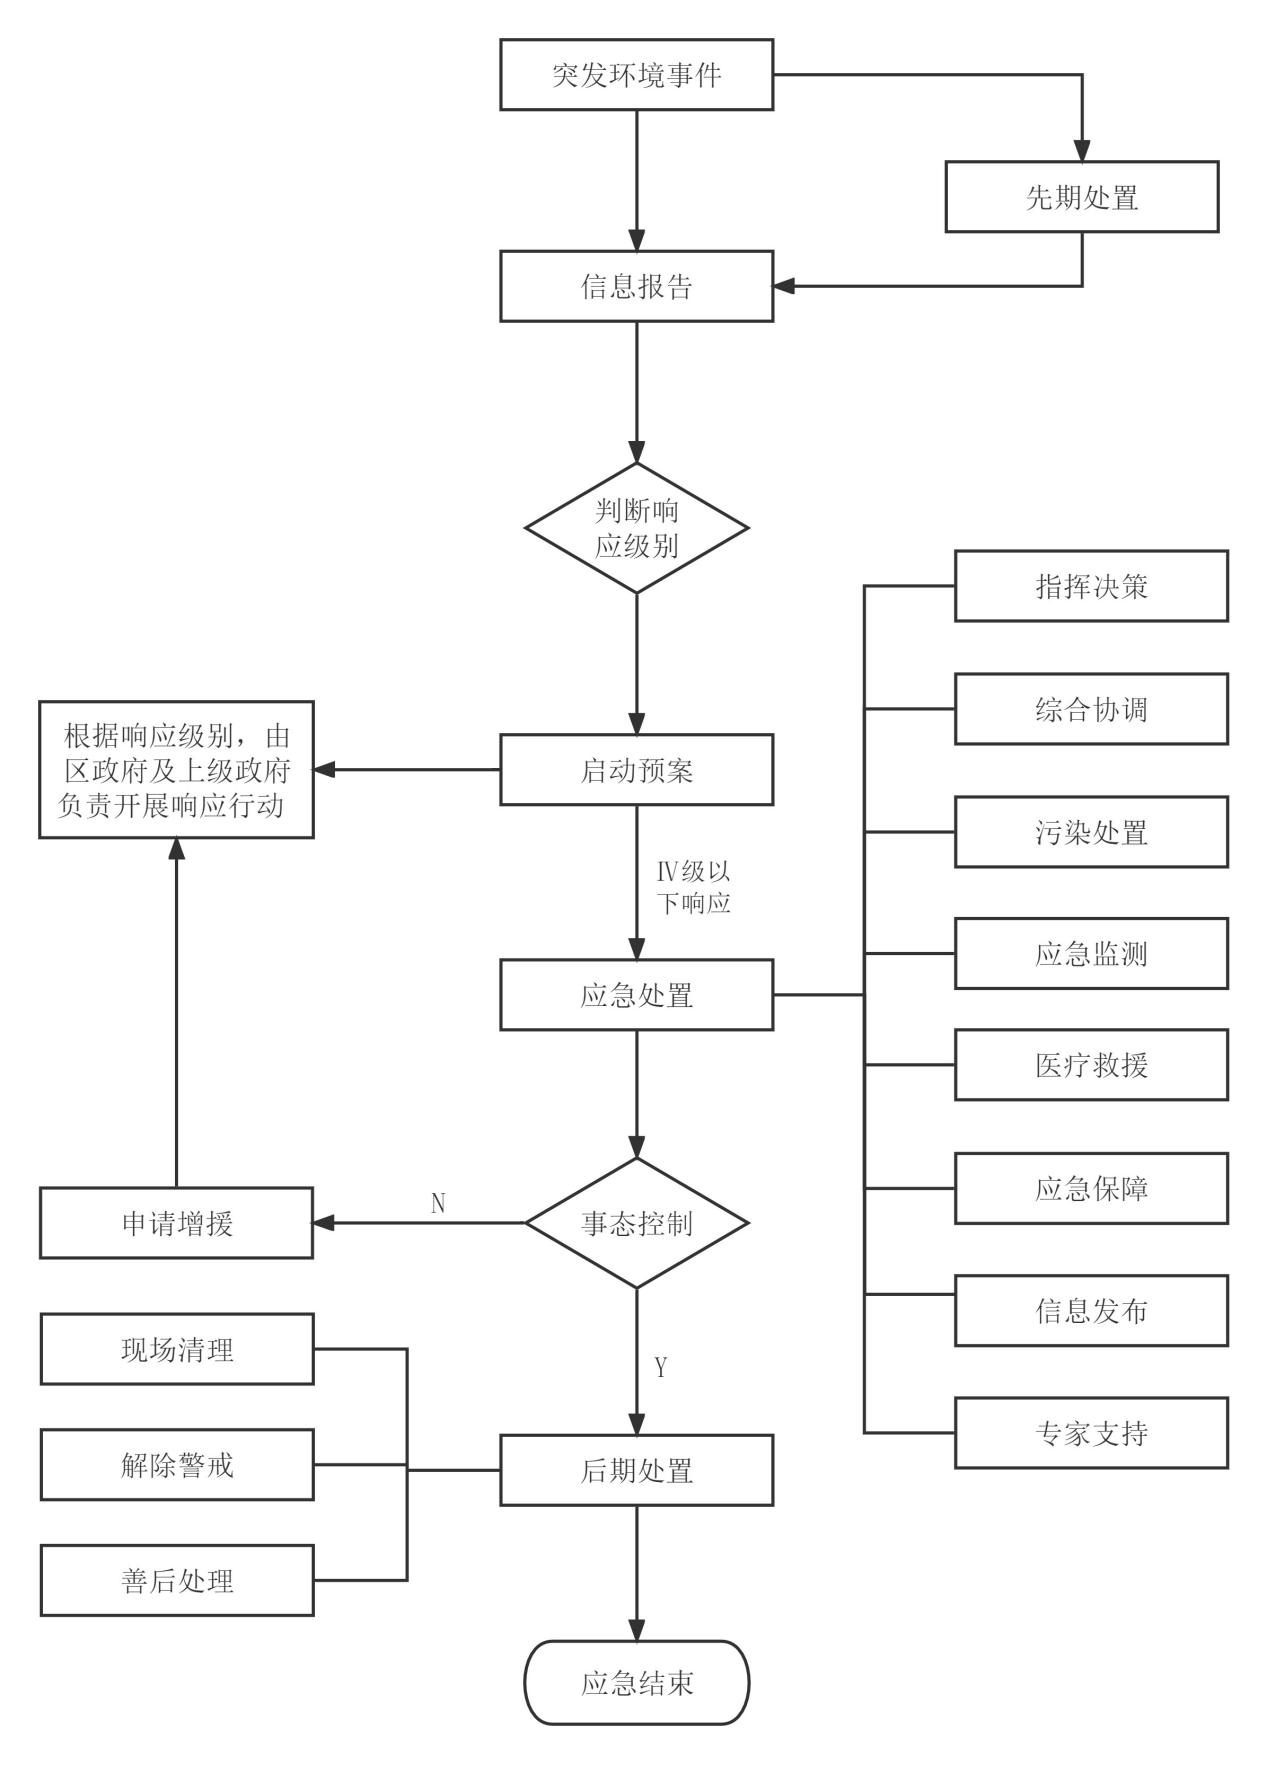 突发环境事件
先期处置
信息报告
判断响
应级别
指挥决策
综合协调
根据响应级别，由
区政府及上级政府
负责开展响应行动
启动预案
污染处置
Ⅳ级以
下响应
应急监测
应急处置
医疗救援
应急保障
N
申请增援
事态控制
信息发布
现场清理
Y
专家支持
解除警戒
后期处置
善后处理
应急结束